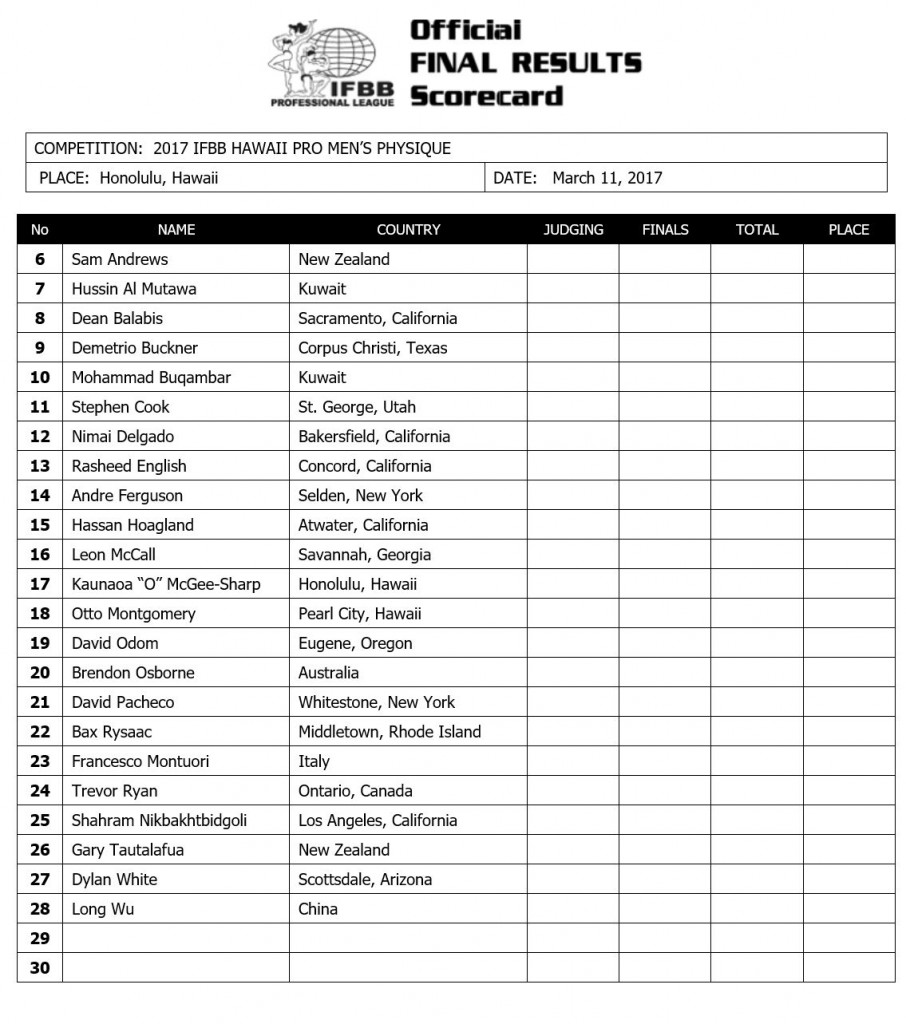 Official
FINAL RESULTS
Scorecard
IFBB
PROFESSIONAL LEAGUE
COMPETITION: 2017 IFBB HAWAII PRO MEN’S PHYSIQUE
PLACE: Honolulu, Hawaii DATE: March 11, 2017
No NAME COUNTRY JUDGING FINALS TOTAL PLACE
6 Sam Andrews New Zealand
7 Hussin Al Mutawa Kuwait
8 Dean Balabis Sacramento, California
9 Demetrio Buckner Corpus Christi, Texas
10 Mohammad Buqambar Kuwait
11 Stephen Cook St. George, Utah
12 Nimai Delgado Bakersfield, California
13 Rasheed English Concord, California
14 Andre Ferguson Selden, New York
15 Hassan Hoagland Atwater, California
16 Leon McCall Savannah, Georgia
17 Kaunaoa “O” McGee-Sharp Honolulu, Hawaii
18 Otto Montgomery Pearl City, Hawaii
19 David Odom Eugene, Oregon
20 Brendon Osborne Australia
21 David Pacheco Whitestone, New York
22 Bax Rysaac Middletown, Rhode Island
23 Francesco Montuori Italy
24 Trevor Ryan Ontario, Canada
25 Shahram Nikbakhtbidgoli Los Angeles, California
26 Gary Tautalafua New Zealand
27 Dylan White Scottsdale, Arizona
28 Long Wu China
29
30